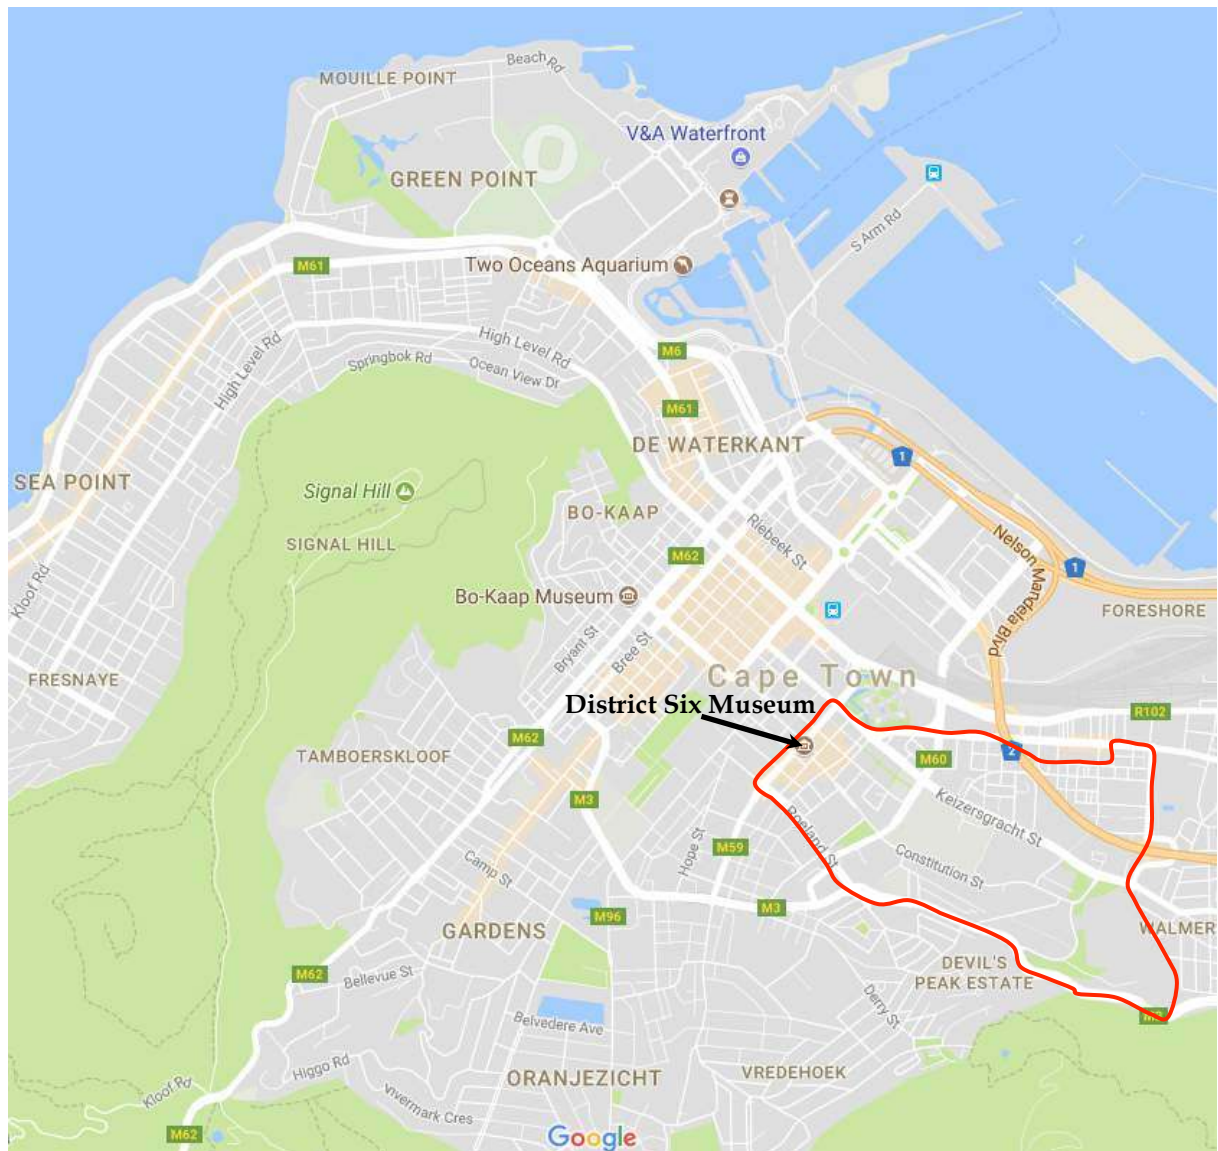 Beach Rd
MOUILLE POINT
V&A Waterfront
GREEN POINT
S Arm Rd
M61
Two Oceans Aquarium
High Level Rd
High Level Rd
Springbok Rd
Ocean View Dr
M6
M61
DE WATERKANT
1
SEA POINT
Signal Hill
BO-KAAP
Riebeek St
SIGNAL HILL
M62
Nelson Mandela Blvd
1
Kloof Rd
Bo-Kaap Museum
FORESHORE
Bryant St
Bree St
FRESNAYE
Cape Town
District Six Museum
R102
M62
TAMBOERSKLOOF
2
M60
M3
Keizersgracht St
Roeland St
Hope St
M59
Camp St
Constitution St
M3
M96
GARDENS
WALMER
M62
Bellevue St
DEVIL'S
PEAK ESTATE
Derry St
M3
Belvedere Ave
Higgo Rd
ORANJEZICHT
VREDEHOEK
Kloof Rd
Vivermark Cres
M62
Google